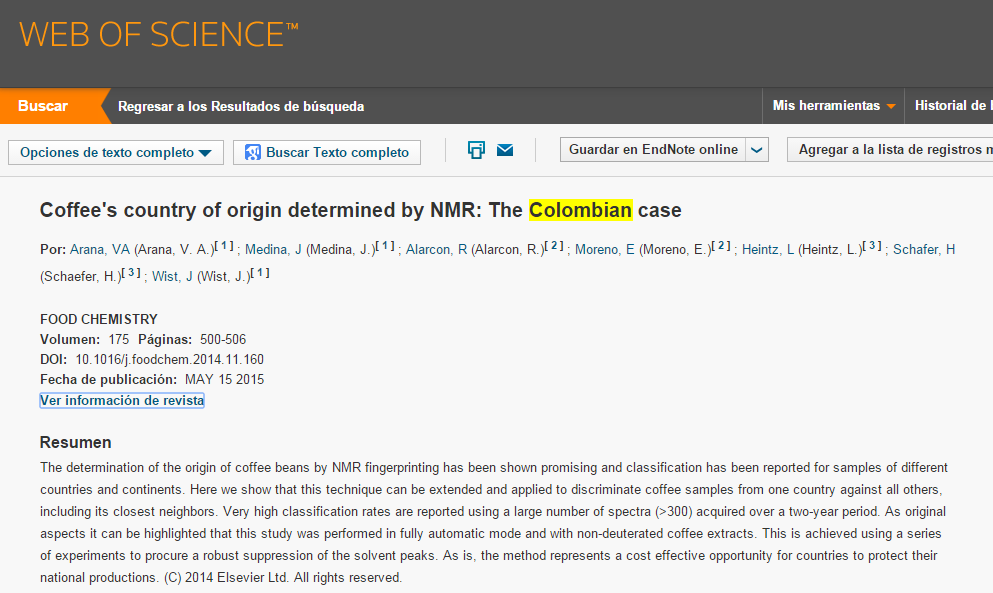 WEB OF SCIENCE™
Buscar
Regresar a los Resultados de búsqueda
Mis herramientas
Historial de
Opciones de texto completo
Buscar Texto completo
Guardar en EndNote online
Agregar a la lista de registros
Coffee's country of origin determined by NMR: The Colombian case
Por: Arana, VA (Arana, V. A.)[ 1 ] ; Medina, J (Medina, J.)[ 1 ] ; Alarcon, R (Alarcon, R.)[ 2 ] ; Moreno, E (Moreno, E.)[ 2 ] ; Heintz, L (Heintz, L.)[ 3 ] ; Schafer, H
(Schaefer, H.)[ 3 ] ; Wist, J (Wist, J.)[ 1 ]
FOOD CHEMISTRY
Volumen: 175 Páginas: 500-506
DOI: 10.1016/j.foodchem.2014.11.160
Fecha de publicación: MAY 15 2015
Ver información de revista
Resumen
The determination of the origin of coffee beans by NMR fingerprinting has been shown promising and classification has been reported for samples of different
countries and continents. Here we show that this technique can be extended and applied to discriminate coffee samples from one country against all others,
including its closest neighbors. Very high classification rates are reported using a large number of spectra (>300) acquired over a two-year period. As original
aspects it can be highlighted that this study was performed in fully automatic mode and with non-deuterated coffee extracts. This is achieved using a series
of experiments to procure a robust suppression of the solvent peaks. As is, the method represents a cost effective opportunity for countries to protect their
national productions. (C) 2014 Elsevier Ltd. All rights reserved.